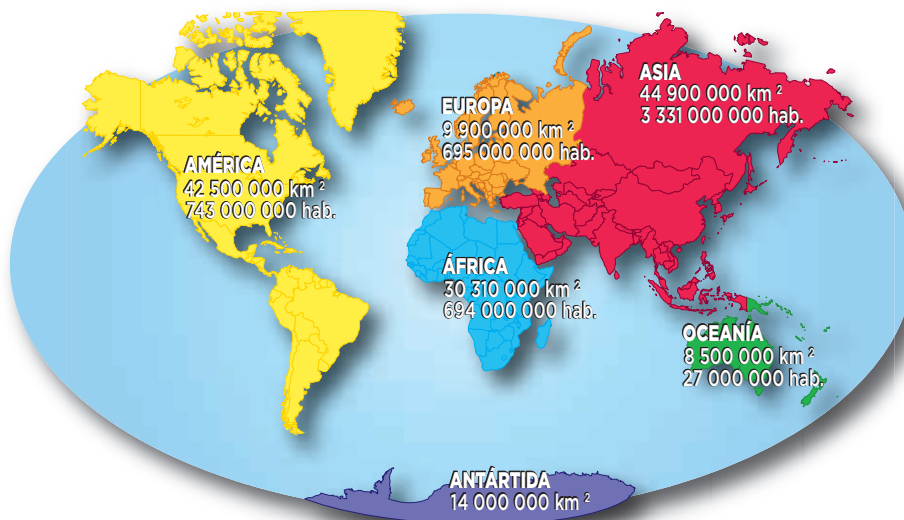 ASIA
44 900 000 km ²
3 331 000 000 hab.
EUROPA
9 900 000 km ²
695 000 000 hab.
AMÉRICA
42 500 000 km ²
743 000 000 hab.
ÁFRICA
30 310 000 km ²
694 000 000 hab.
OCEANÍA
8 500 000 km ²
27 000 000 hab.
ANTÁRTIDA
14 000 000 km ²